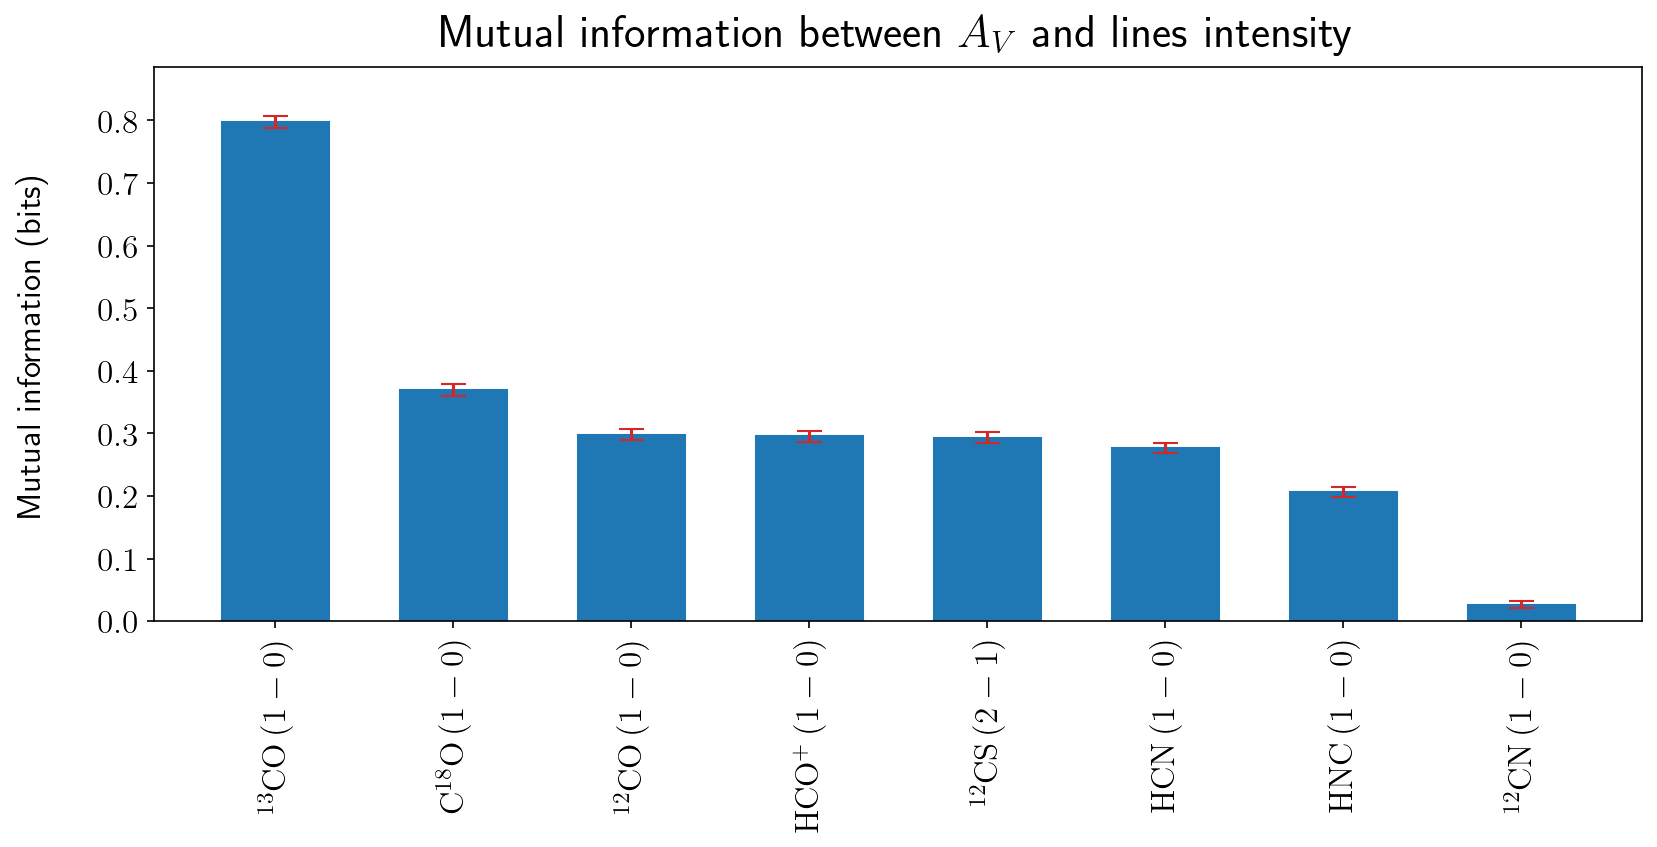 Mutual information between $A_V$ and lines intensity
Mutual information (bits)
0.8
0.7
0.6
0.5
0.4
0.3
0.2
0.1
0.0
¹³CO (1 − 0)
C¹⁸O (1 − 0)
¹²CO (1 − 0)
HCO⁺ (1 − 0)
¹²CS (2 − 1)
HCN (1 − 0)
HNC (1 − 0)
¹²CN (1 − 0)